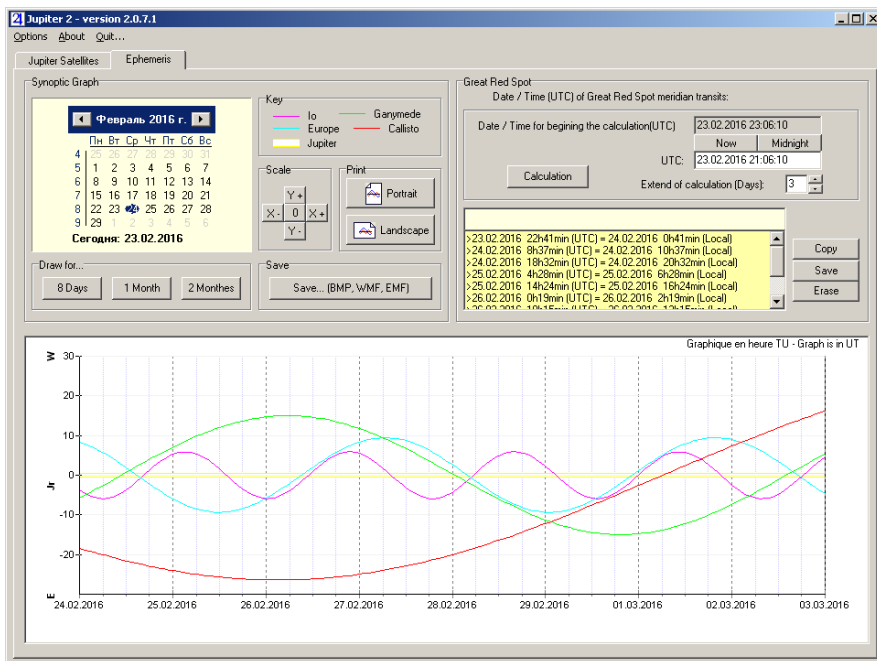 Jupiter 2 - version 2.0.7.1
Options About Quit...
Jupiter Satellites Ephemeris
Synoptic Graph
Февраль 2016 г.
Пн Вт Ср Чт Пт Сб Вс
4 25 26 27 28 29 30 31
5 1 2 3 4 5 6 7
6 8 9 10 11 12 13 14
7 15 16 17 18 19 20 21
8 22 23 24 25 26 27 28
9 29 1 2 3 4 5 6
Сегодня: 23.02.2016
Key
Io Ganymede
Europe Callisto
Jupiter
Scale
Y +
X - 0 X +
Y -
Print
Portrait
Landscape
Draw for...
8 Days 1 Month 2 Monthes
Save
Save... (BMP, WMF, EMF)
Great Red Spot
Date / Time (UTC) of Great Red Spot meridian transits:
Date / Time for begining the calculation(UTC) 23.02.2016 23:06:10
Now Midnight
UTC: 23.02.2016 21:06:10
Calculation
Extend of calculation (Days): 3
>23.02.2016 22h41min (UTC) = 24.02.2016 0h41min (Local)
>24.02.2016 8h37min (UTC) = 24.02.2016 10h37min (Local)
>24.02.2016 18h32min (UTC) = 24.02.2016 20h32min (Local)
>25.02.2016 4h28min (UTC) = 25.02.2016 6h28min (Local)
>25.02.2016 14h24min (UTC) = 25.02.2016 16h24min (Local)
>26.02.2016 0h19min (UTC) = 26.02.2016 2h19min (Local)
>26.02.2016 10h15min (UTC) = 26.02.2016 12h15min (Local)
Copy
Save
Erase
Graphique en heure TU - Graph is in UT
W
30
20
10
Jr
0
-10
-20
E
24.02.2016 25.02.2016 26.02.2016 27.02.2016 28.02.2016 29.02.2016 01.03.2016 02.03.2016 03.03.2016